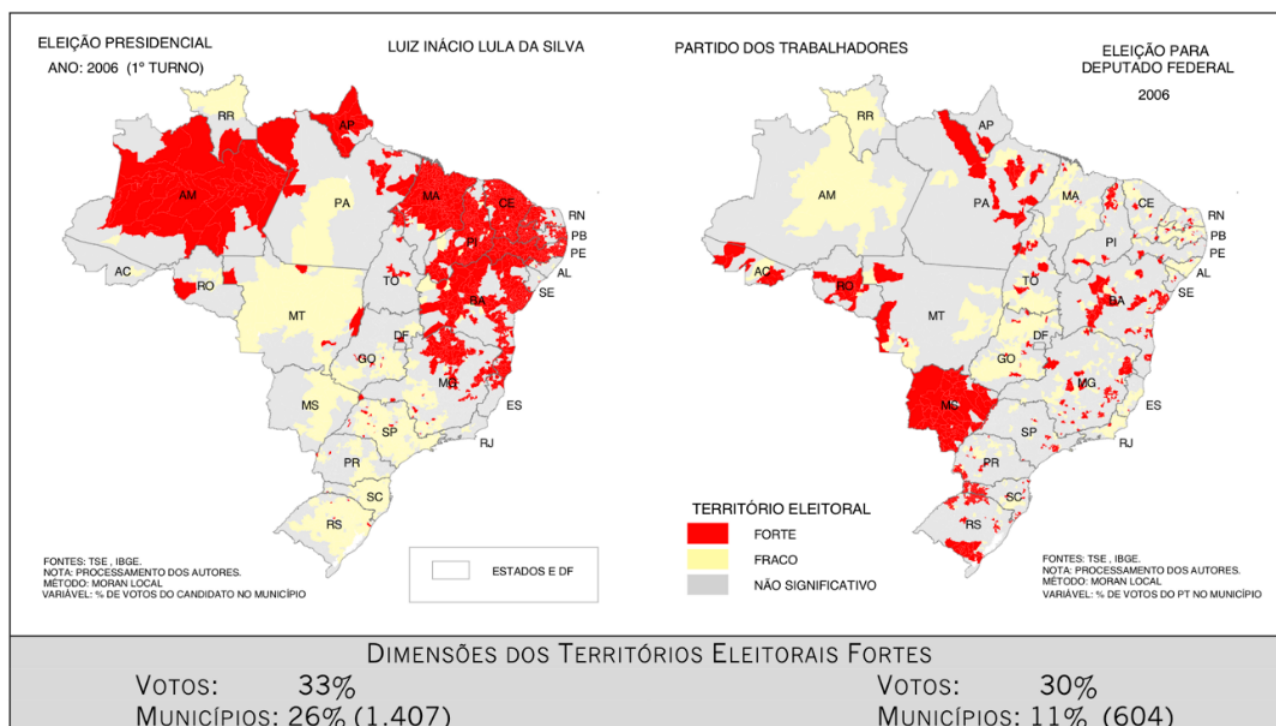 ELEIÇÃO PRESIDENCIAL
ANO: 2006 (1º TURNO)
LUIZ INÁCIO LULA DA SILVA
RR
AP
AM
PA
MA
CE
RN
PB
PE
AL
SE
PI
AC
RO
TO
BA
MT
DF
GO
MG
ES
MS
SP
RJ
PR
SC
RS
FONTES: TSE , IBGE.
NOTA: PROCESSAMENTO DOS AUTORES.
MÉTODO: MORAN LOCAL
VARIÁVEL: % DE VOTOS DO CANDIDATO NO MUNICÍPIO
ESTADOS E DF
PARTIDO DOS TRABALHADORES
ELEIÇÃO PARA
DEPUTADO FEDERAL
2006
RR
AP
AM
PA
MA
CE
RN
PB
PE
AL
SE
PI
AC
RO
TO
BA
MT
DF
GO
MG
ES
MS
SP
RJ
PR
SC
RS
TERRITÓRIO ELEITORAL
FORTE
FRACO
NÃO SIGNIFICATIVO
FONTES: TSE , IBGE.
NOTA: PROCESSAMENTO DOS AUTORES.
MÉTODO: MORAN LOCAL
VARIÁVEL: % DE VOTOS DO PT NO MUNICÍPIO
DIMENSÕES DOS TERRITÓRIOS ELEITORAIS FORTES
VOTOS: 33%
MUNICÍPIOS: 26% (1.407)
VOTOS: 30%
MUNICÍPIOS: 11% (604)